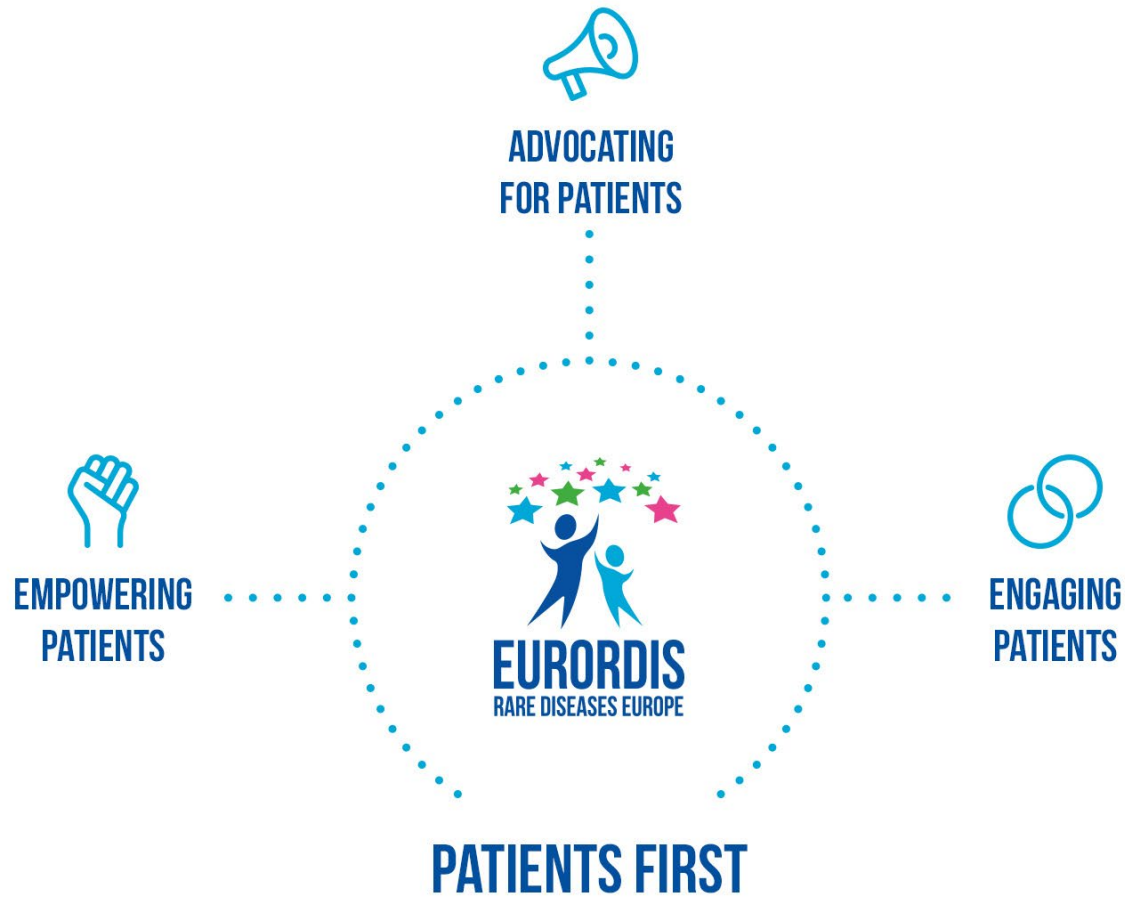 ADVOCATING
FOR PATIENTS
EMPOWERING
PATIENTS
ENGAGING
PATIENTS
EURORDIS
RARE DISEASES EUROPE
PATIENTS FIRST